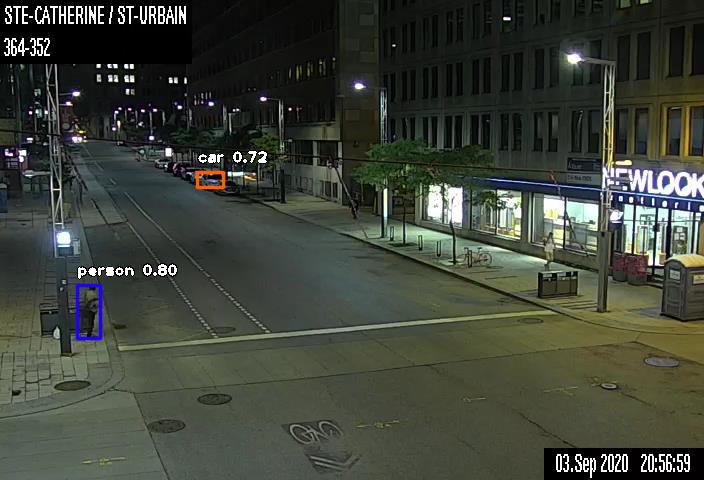 STE-CATHERINE / ST-URBAIN
364-352
car 0.72
person 0.80
NEWLOOK
03.Sep 2020 20:56:59